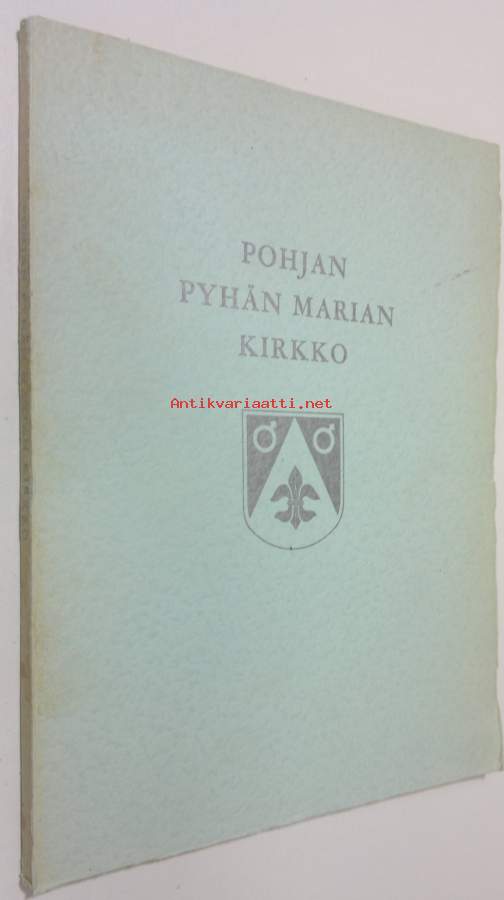 POHJAN
PYHÄN MARIAN
KIRKKO
Antikvariaatti.net